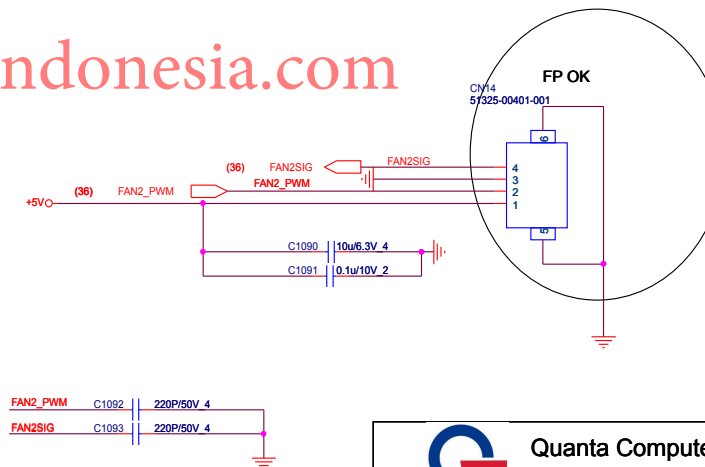 ndonesia.com
FP OK
CN14
51325-00401-001
6
(36) FAN2SIG FAN2SIG
4
3
(36) FAN2_PWM FAN2_PWM
2
+5V
1
5
C1090 10u/6.3V_4
C1091 0.1u/10V_2
FAN2_PWM C1092 220P/50V_4
FAN2SIG C1093 220P/50V_4
Quanta Compute